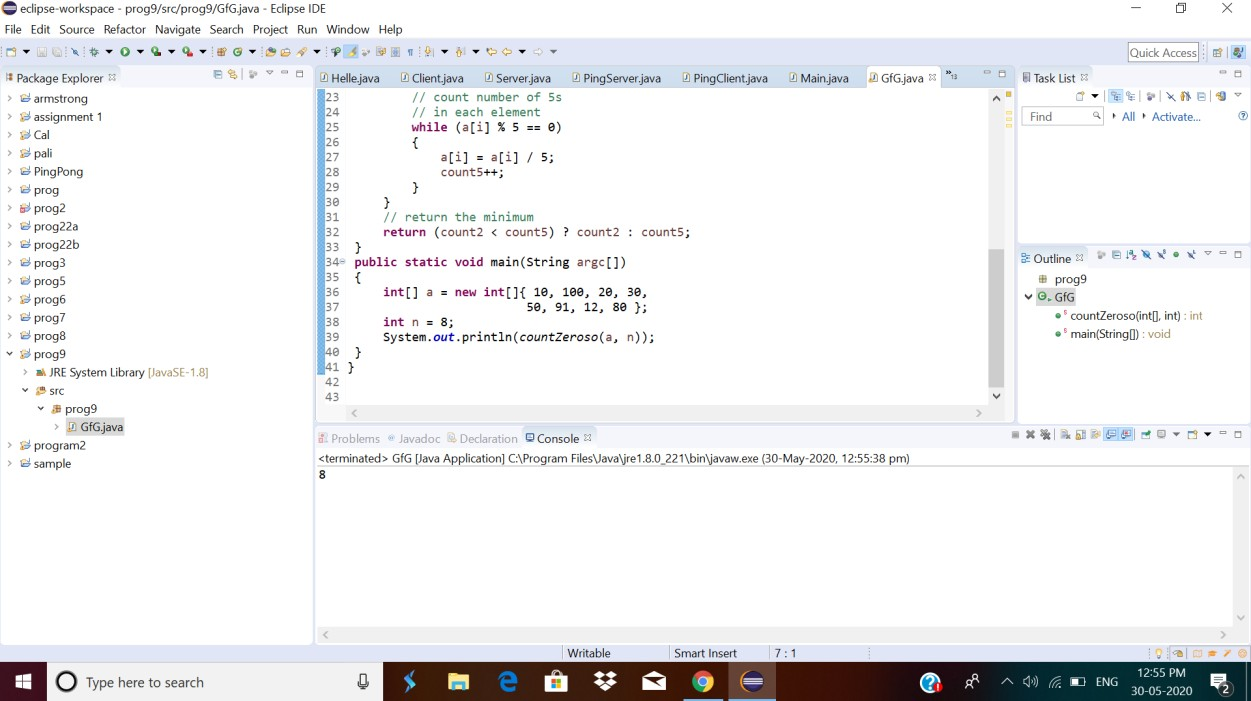 eclipse-workspace - prog9/src/prog9/GfG.java - Eclipse IDE
File Edit Source Refactor Navigate Search Project Run Window Help
Quick Access
Package Explorer
armstrong
assignment 1
Cal
pali
PingPong
prog
prog2
prog22a
prog22b
prog3
prog5
prog6
prog7
prog8
prog9
JRE System Library [JavaSE-1.8]
src
prog9
GfG.java
program2
sample
Helle.java Client.java Server.java PingServer.java PingClient.java Main.java GfG.java »13
23 // count number of 5s
24 // in each element
25 while (a[i] % 5 == 0)
26 {
27 a[i] = a[i] / 5;
28 count5++;
29 }
30 }
31 // return the minimum
32 return (count2 < count5) ? count2 : count5;
33 }
34 public static void main(String argc[])
35 {
36 int[] a = new int[]{ 10, 100, 20, 30,
37 50, 91, 12, 80 };
38 int n = 8;
39 System.out.println(countZeroso(a, n));
40 }
41 }
42
43
Task List
Find All Activate...
Outline
prog9
GfG
countZeroso(int[], int) : int
main(String[]) : void
Problems Javadoc Declaration Console
<terminated> GfG [Java Application] C:\Program Files\Java\jre1.8.0_221\bin\javaw.exe (30-May-2020, 12:55:38 pm)
8
Writable Smart Insert 7 : 1
Type here to search
ENG
12:55 PM
30-05-2020
2